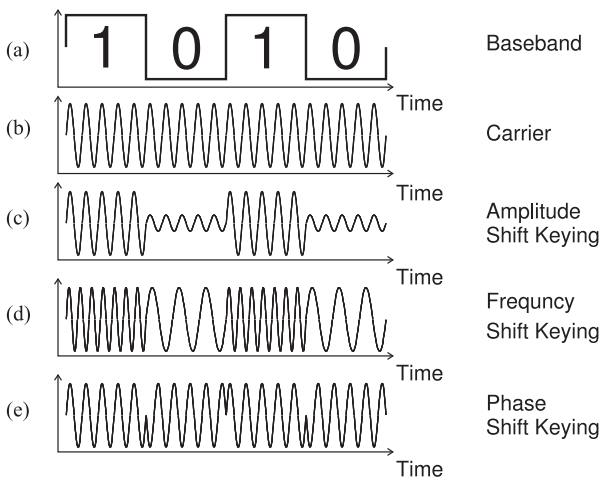 (a) 1 0 1 0 Baseband
Time
(b) Carrier
Time
(c) Amplitude
Shift Keying
Time
(d) Frequncy
Shift Keying
Time
(e) Phase
Shift Keying
Time